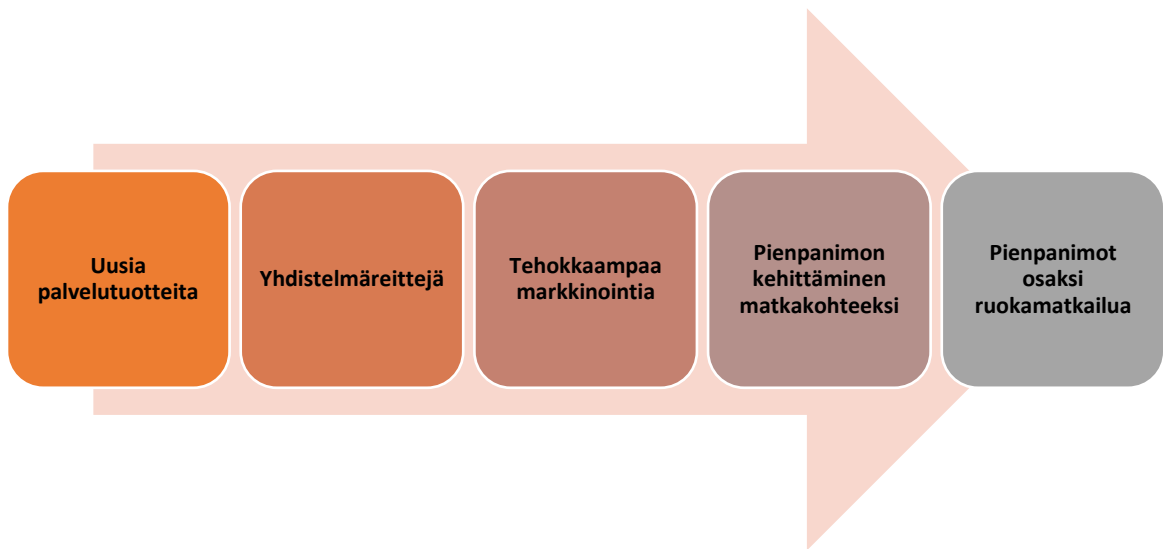 Uusia
palvelutuotteita
Yhdistelmäreittejä
Tehokkaampaa
markkinointia
Pienpanimon
kehittäminen
matkakohteeksi
Pienpanimot
osaksi
ruokamatkailua